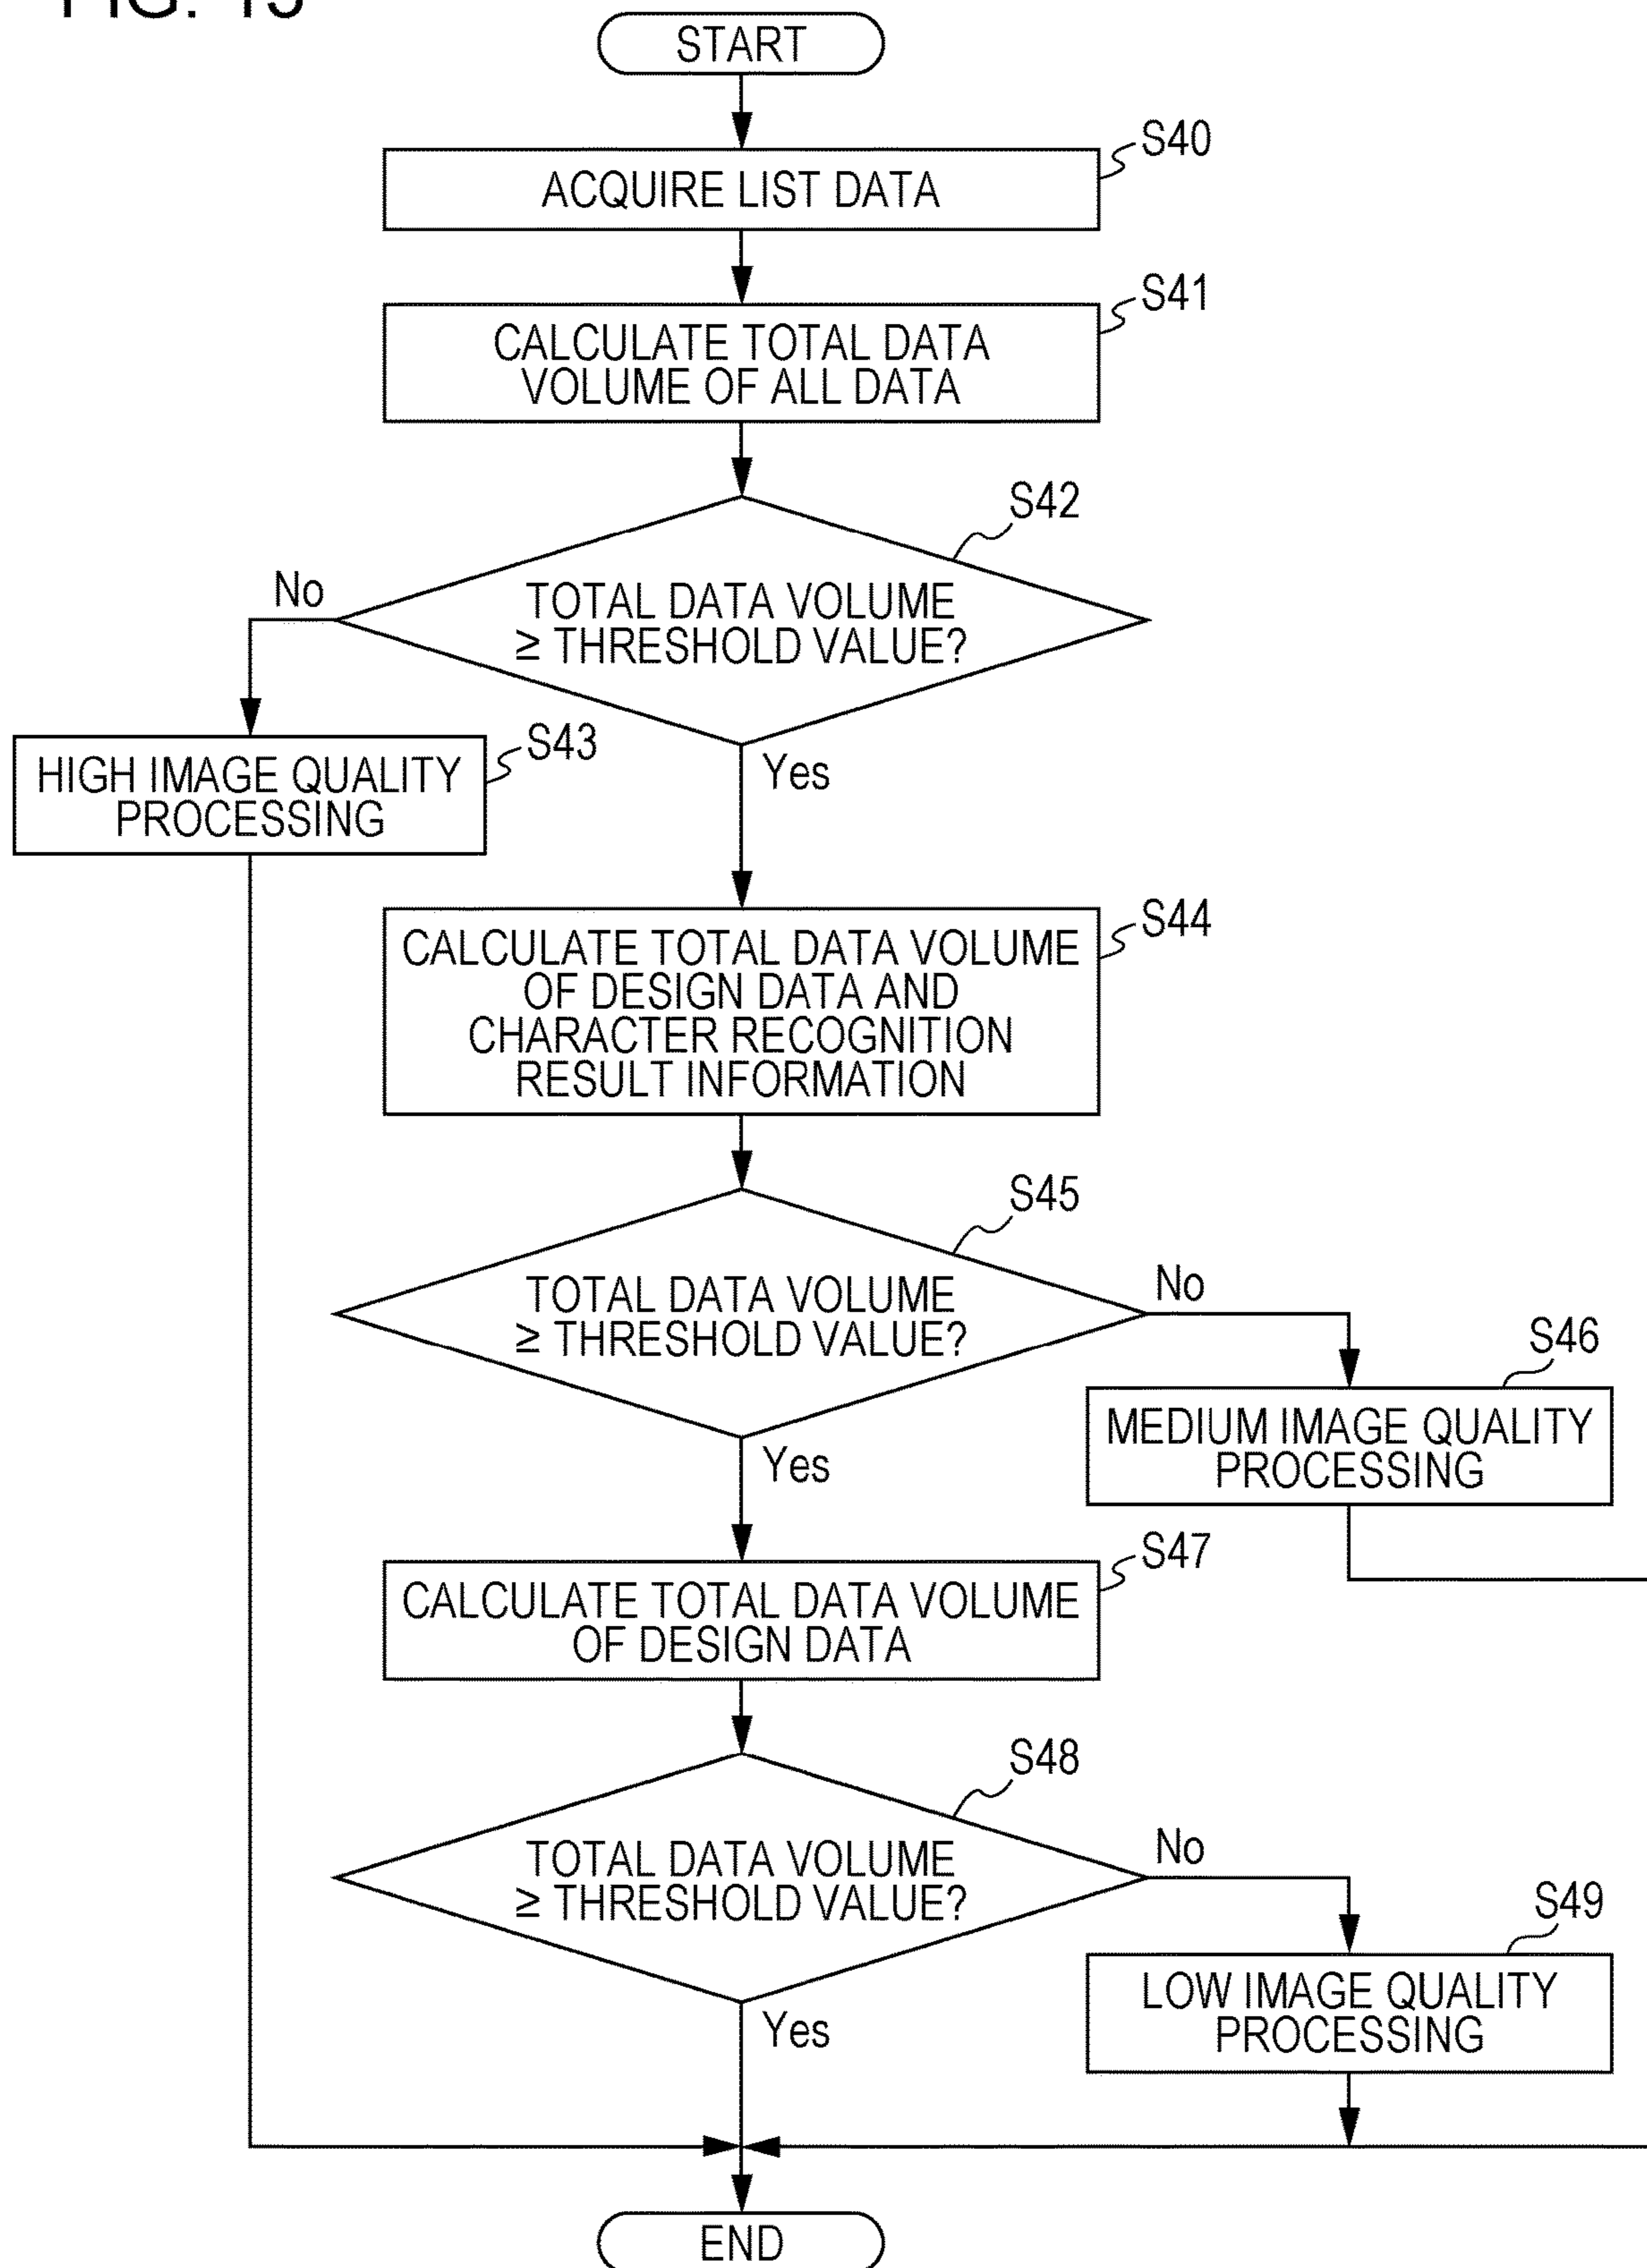 START
S40
ACQUIRE LIST DATA
S41
CALCULATE TOTAL DATA
VOLUME OF ALL DATA
S42
No
TOTAL DATA VOLUME
≥ THRESHOLD VALUE?
Yes
S43
HIGH IMAGE QUALITY
PROCESSING
S44
CALCULATE TOTAL DATA VOLUME
OF DESIGN DATA AND
CHARACTER RECOGNITION
RESULT INFORMATION
S45
TOTAL DATA VOLUME
≥ THRESHOLD VALUE?
No
Yes
S46
MEDIUM IMAGE QUALITY
PROCESSING
S47
CALCULATE TOTAL DATA VOLUME
OF DESIGN DATA
S48
TOTAL DATA VOLUME
≥ THRESHOLD VALUE?
No
Yes
S49
LOW IMAGE QUALITY
PROCESSING
END